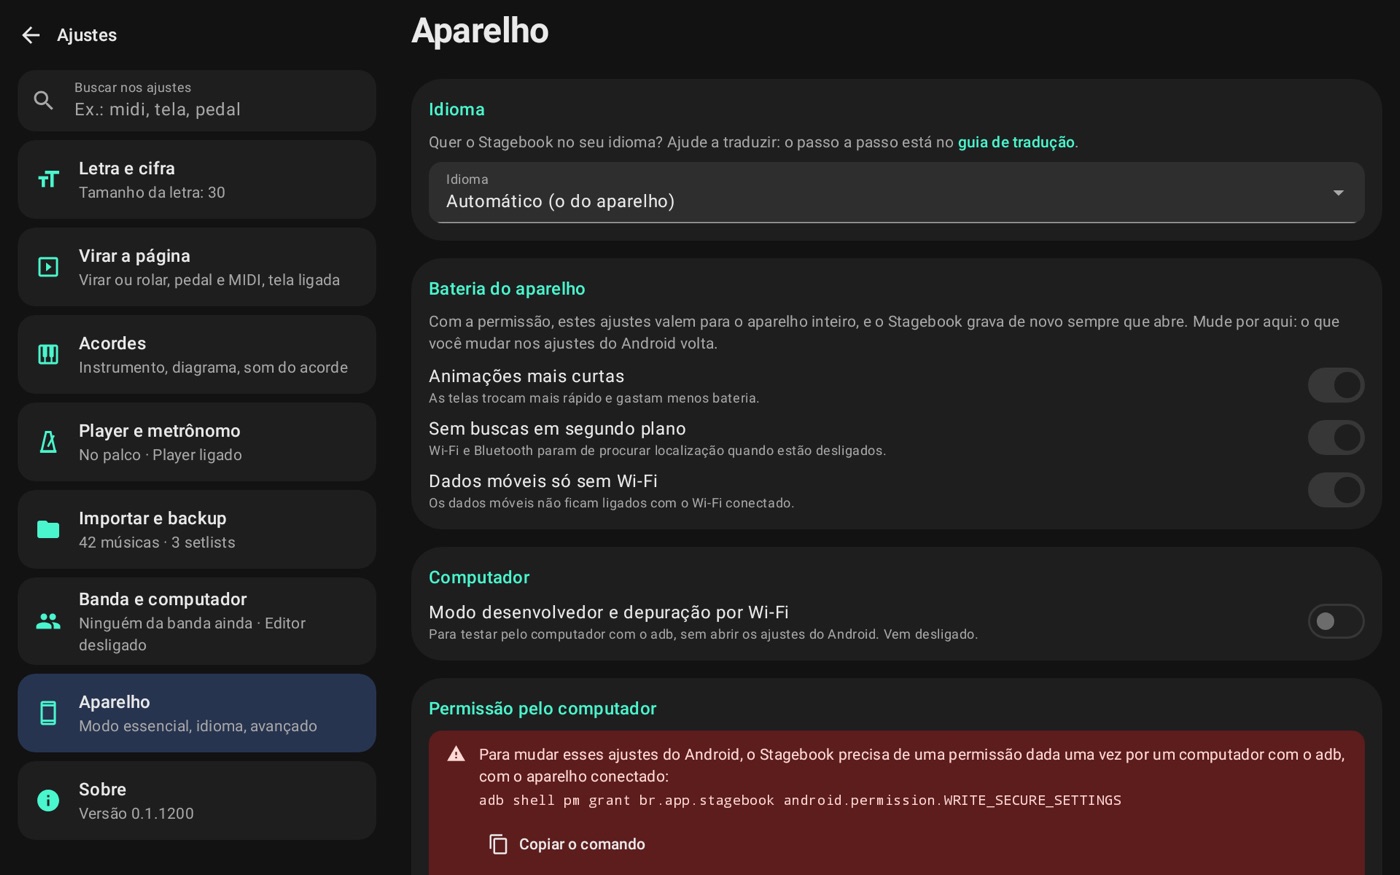 Ajustes
Buscar nos ajustes
Ex.: midi, tela, pedal
Letra e cifra
Tamanho da letra: 30
Virar a página
Virar ou rolar, pedal e MIDI, tela ligada
Acordes
Instrumento, diagrama, som do acorde
Player e metrônomo
No palco · Player ligado
Importar e backup
42 músicas · 3 setlists
Banda e computador
Ninguém da banda ainda · Editor
desligado
Aparelho
Modo essencial, idioma, avançado
Sobre
Versão 0.1.1200
Aparelho
Idioma
Quer o Stagebook no seu idioma? Ajude a traduzir: o passo a passo está no guia de tradução.
Idioma
Automático (o do aparelho)
Bateria do aparelho
Com a permissão, estes ajustes valem para o aparelho inteiro, e o Stagebook grava de novo sempre que abre. Mude por aqui: o que
você mudar nos ajustes do Android volta.
Animações mais curtas
As telas trocam mais rápido e gastam menos bateria.
Sem buscas em segundo plano
Wi-Fi e Bluetooth param de procurar localização quando estão desligados.
Dados móveis só sem Wi-Fi
Os dados móveis não ficam ligados com o Wi-Fi conectado.
Computador
Modo desenvolvedor e depuração por Wi-Fi
Para testar pelo computador com o adb, sem abrir os ajustes do Android. Vem desligado.
Permissão pelo computador
Para mudar esses ajustes do Android, o Stagebook precisa de uma permissão dada uma vez por um computador com o adb,
com o aparelho conectado:
adb shell pm grant br.app.stagebook android.permission.WRITE_SECURE_SETTINGS
Copiar o comando